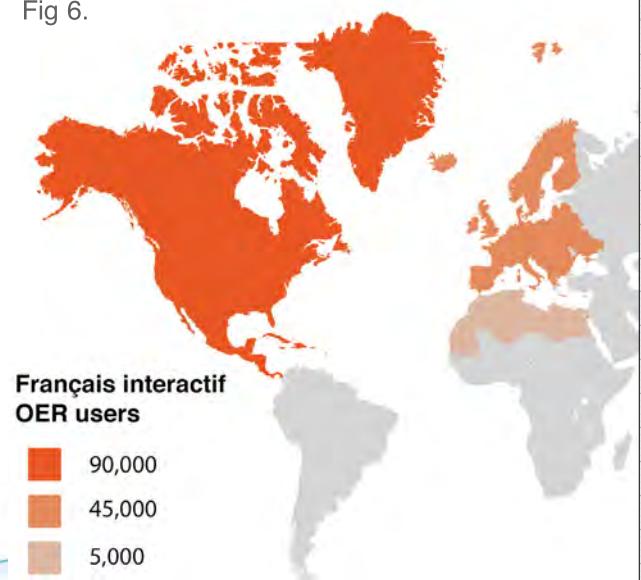 Fig 6.
Français interactif
OER users
90,000
45,000
5,000